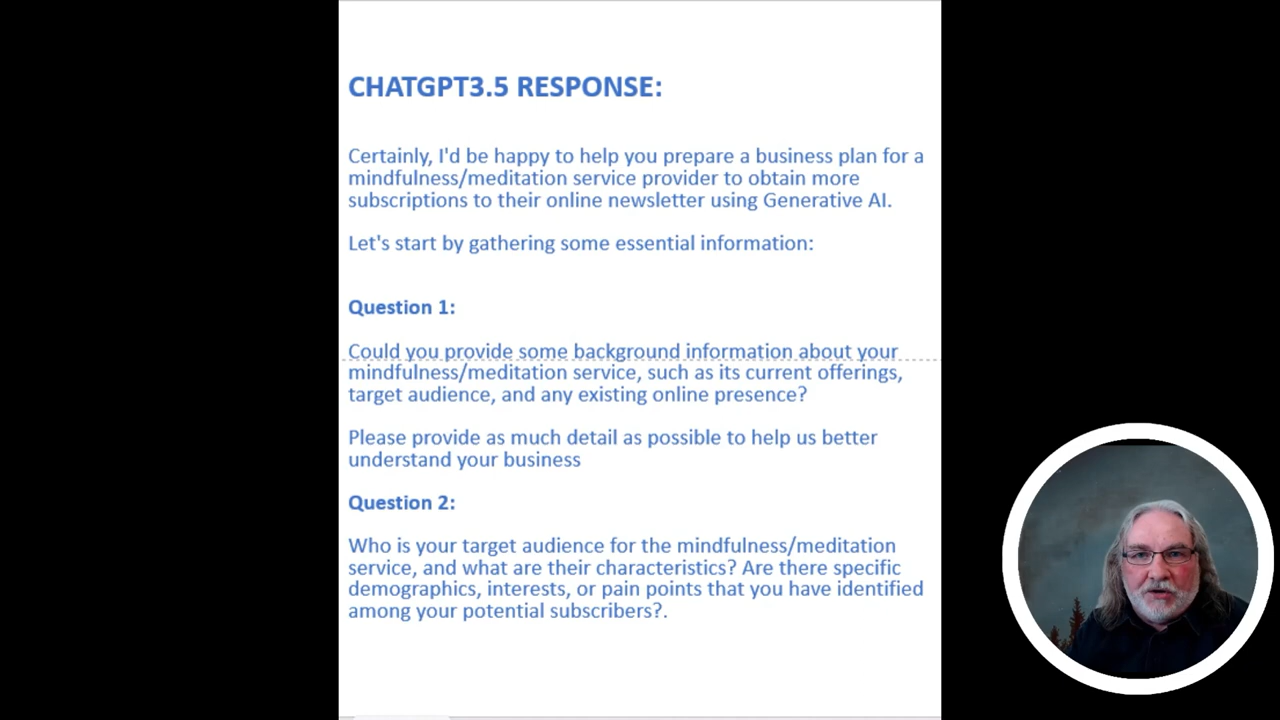 CHATGPT3.5 RESPONSE:
Certainly, I'd be happy to help you prepare a business plan for a
mindfulness/meditation service provider to obtain more
subscriptions to their online newsletter using Generative AI.
Let's start by gathering some essential information:
Question 1:
Could you provide some background information about your
mindfulness/meditation service, such as its current offerings,
target audience, and any existing online presence?
Please provide as much detail as possible to help us better
understand your business
Question 2:
Who is your target audience for the mindfulness/meditation
service, and what are their characteristics? Are there specific
demographics, interests, or pain points that you have identified
among your potential subscribers?.